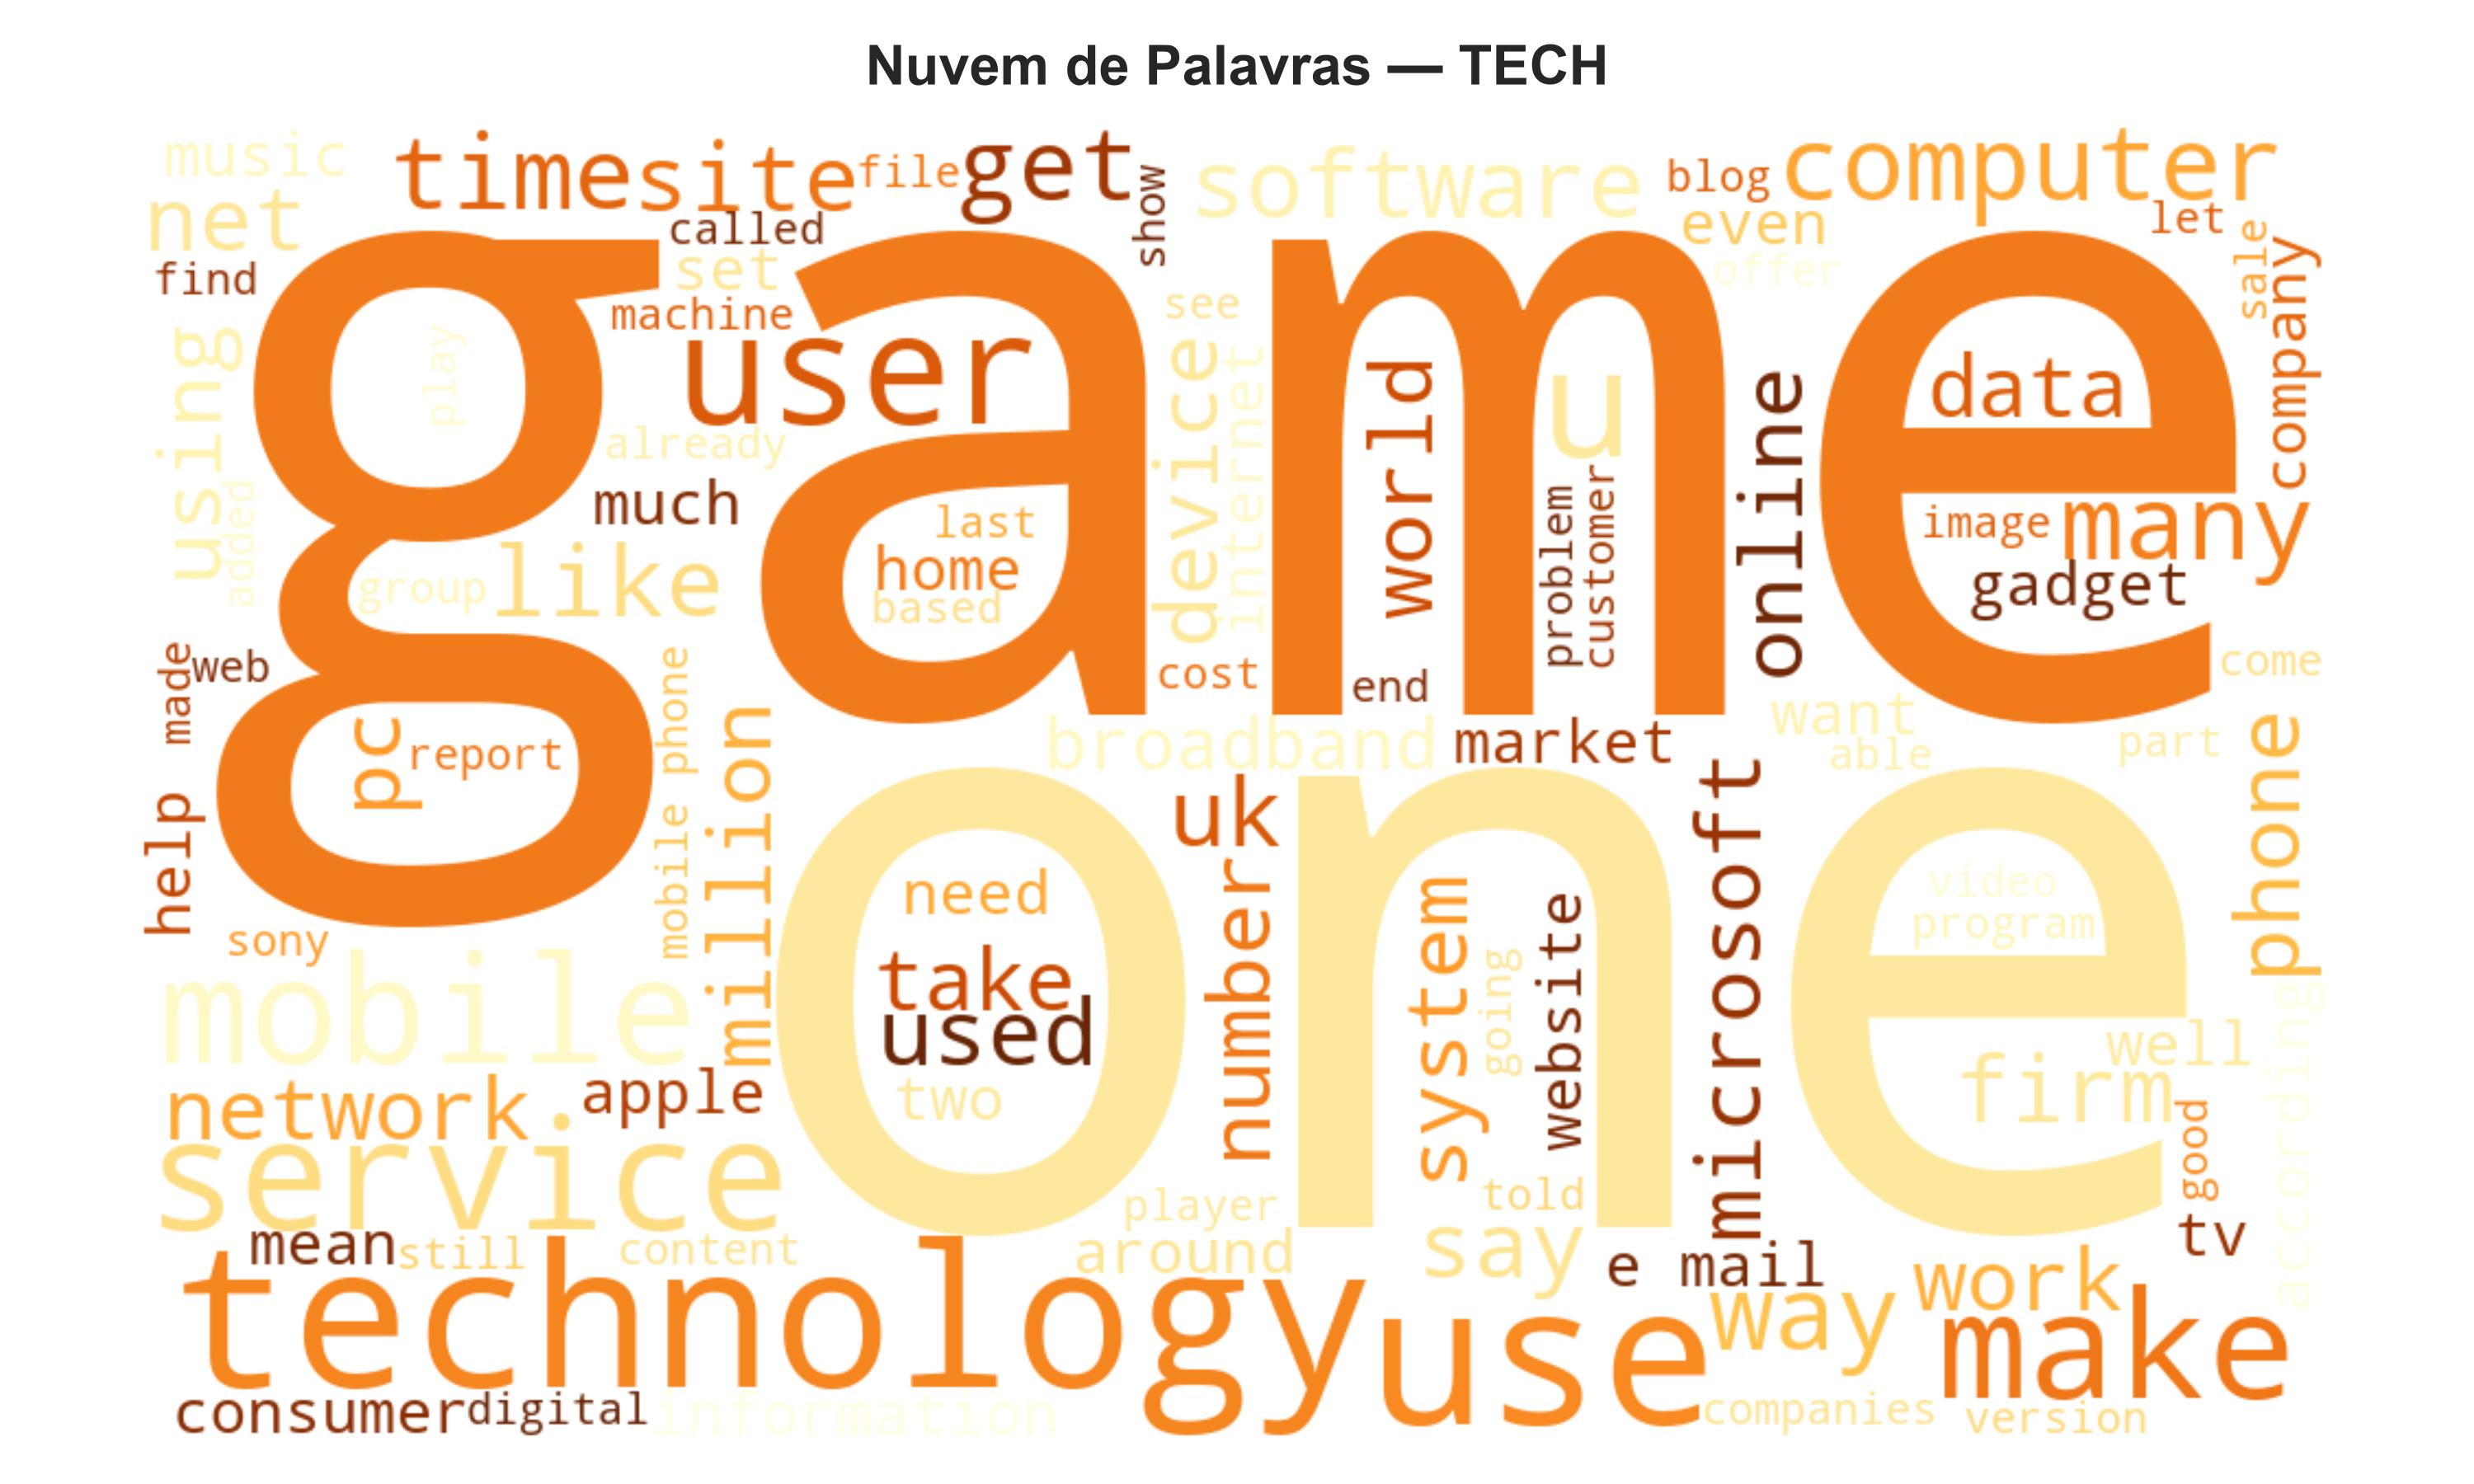 Nuvem de Palavras — TECH
music
time
site
file
get
show
software
blog
computer
net
called
even
let
find
set
offer
sale
company
machine
see
game
play
user
using
added
already
device
internet
world
u
data
online
much
last
problem
customer
image
many
home
gadget
group
like
based
made
web
mobile phone
cost
end
come
want
broadband
market
able
part
pc
report
million
phone
help
uk
microsoft
one
need
number
system
website
video
program
sony
take
going
mobile
used
well
according
network
apple
two
firm
good
service
told
player
mean
still
content
around
say
e mail
tv
technology
use
way
work
make
consumer
digital
information
companies
version